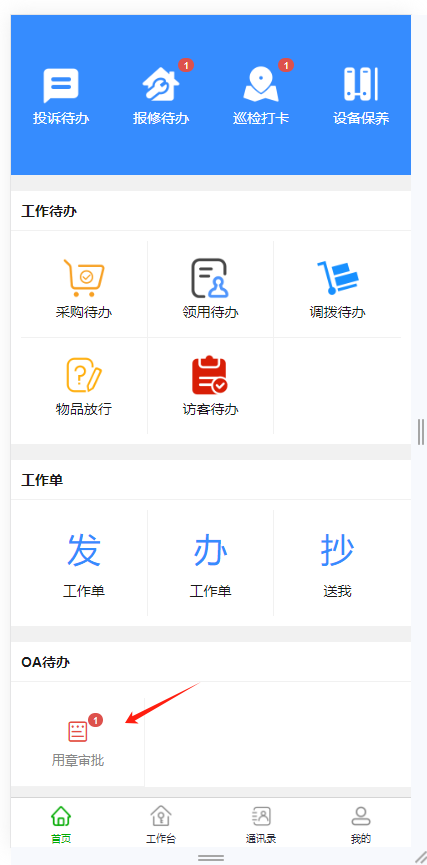 1
1
投诉待办
报修待办
巡检打卡
设备保养
工作待办
采购待办
领用待办
调拨待办
?
物品放行
访客待办
工作单
发
办
抄
工作单
工作单
送我
OA待办
1
用章审批
首页
工作台
通讯录
我的